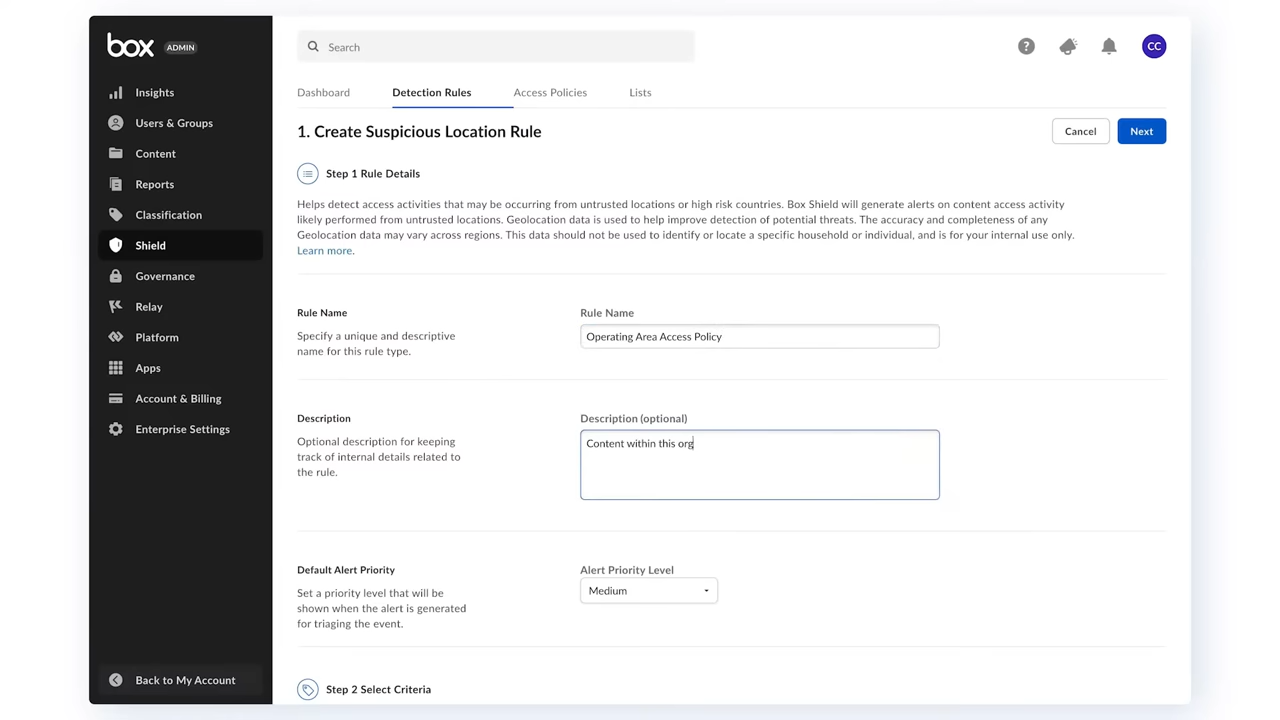 box ADMIN
Search
CC
Insights
Users & Groups
Content
Reports
Classification
Shield
Governance
Relay
Platform
Apps
Account & Billing
Enterprise Settings
Back to My Account
Dashboard
Detection Rules
Access Policies
Lists
1. Create Suspicious Location Rule
Cancel
Next
Step 1 Rule Details
Helps detect access activities that may be occurring from untrusted locations or high risk countries. Box Shield will generate alerts on content access activity
likely performed from untrusted locations. Geolocation data is used to help improve detection of potential threats. The accuracy and completeness of any
Geolocation data may vary across regions. This data should not be used to identify or locate a specific household or individual, and is for your internal use only.
Learn more.
Rule Name
Specify a unique and descriptive
name for this rule type.
Rule Name
Operating Area Access Policy
Description
Optional description for keeping
track of internal details related to
the rule.
Description (optional)
Content within this org
Default Alert Priority
Set a priority level that will be
shown when the alert is generated
for triaging the event.
Alert Priority Level
Medium
Step 2 Select Criteria